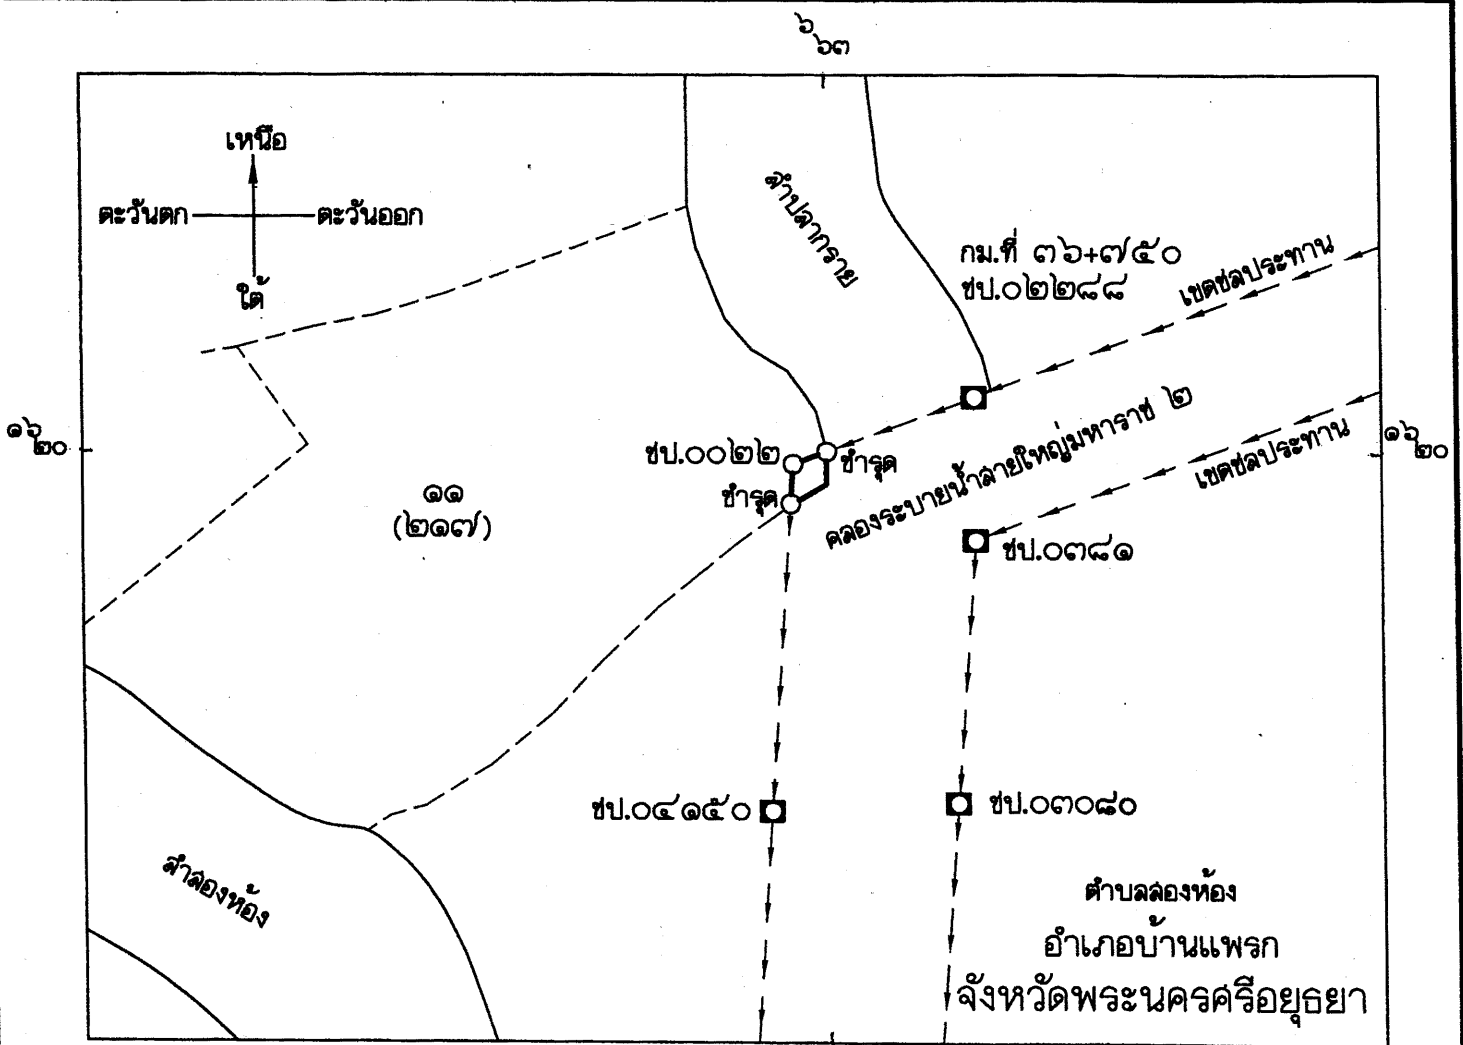 ๖
๖๓
เหนือ
ตะวันตก
ตะวันออก
ใต้
ลำปลากราย
กม.ที่ ๓๖+๗๕๐
ชป.๐๒๒๘๘
เขตชลประทาน
คลองระบายน้ำสายใหญ่มหาราช ๒
เขตชลประทาน
๑๖
๒๐
๑๖
๒๐
ชป.๐๐๒๒
ชำรุด
ชำรุด
๑๑
(๒๑๗)
ชป.๐๓๘๑
ชป.๐๔๑๕๐
ชป.๐๓๐๘๐
ลำสองห้อง
ตำบลสองห้อง
อำเภอบ้านแพรก
จังหวัดพระนครศรีอยุธยา